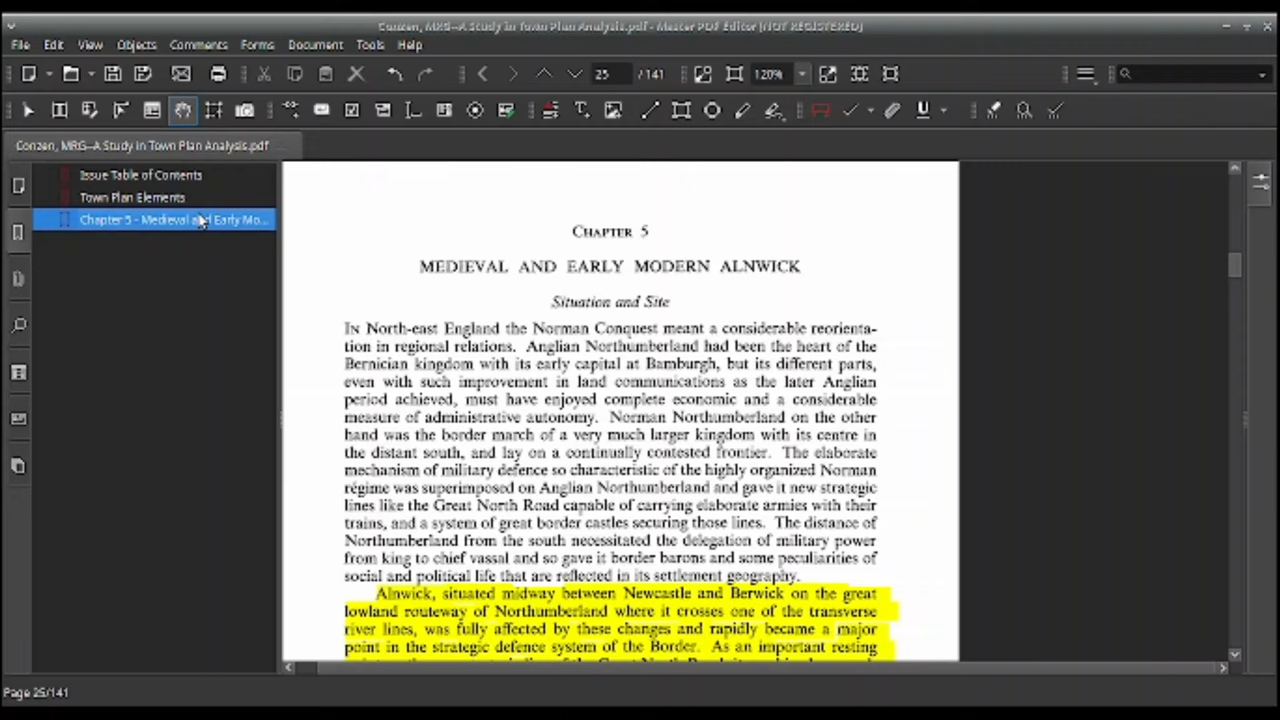 Conzen, MRG--A Study in Town Plan Analysis.pdf - Master PDF Editor [NOT REGISTERED]
File Edit View Objects Comments Forms Document Tools Help
25 / 141 120%
Conzen, MRG--A Study in Town Plan Analysis.pdf
Issue Table of Contents
Town Plan Elements
Chapter 5 - Medieval and Early Mo...
CHAPTER 5
MEDIEVAL AND EARLY MODERN ALNWICK
Situation and Site
IN North-east England the Norman Conquest meant a considerable reorienta-
tion in regional relations. Anglian Northumberland had been the heart of the
Bernician kingdom with its early capital at Bamburgh, but its different parts,
even with such improvement in land communications as the later Anglian
period achieved, must have enjoyed complete economic and a considerable
measure of administrative autonomy. Norman Northumberland on the other
hand was the border march of a very much larger kingdom with its centre in
the distant south, and lay on a continually contested frontier. The elaborate
mechanism of military defence so characteristic of the highly organized Norman
régime was superimposed on Anglian Northumberland and gave it new strategic
lines like the Great North Road capable of carrying elaborate armies with their
trains, and a system of great border castles securing those lines. The distance of
Northumberland from the south necessitated the delegation of military power
from king to chief vassal and so gave it border barons and some peculiarities of
social and political life that are reflected in its settlement geography.
Alnwick, situated midway between Newcastle and Berwick on the great
lowland routeway of Northumberland where it crosses one of the transverse
river lines, was fully affected by these changes and rapidly became a major
point in the strategic defence system of the Border. As an important resting
Page 25/141